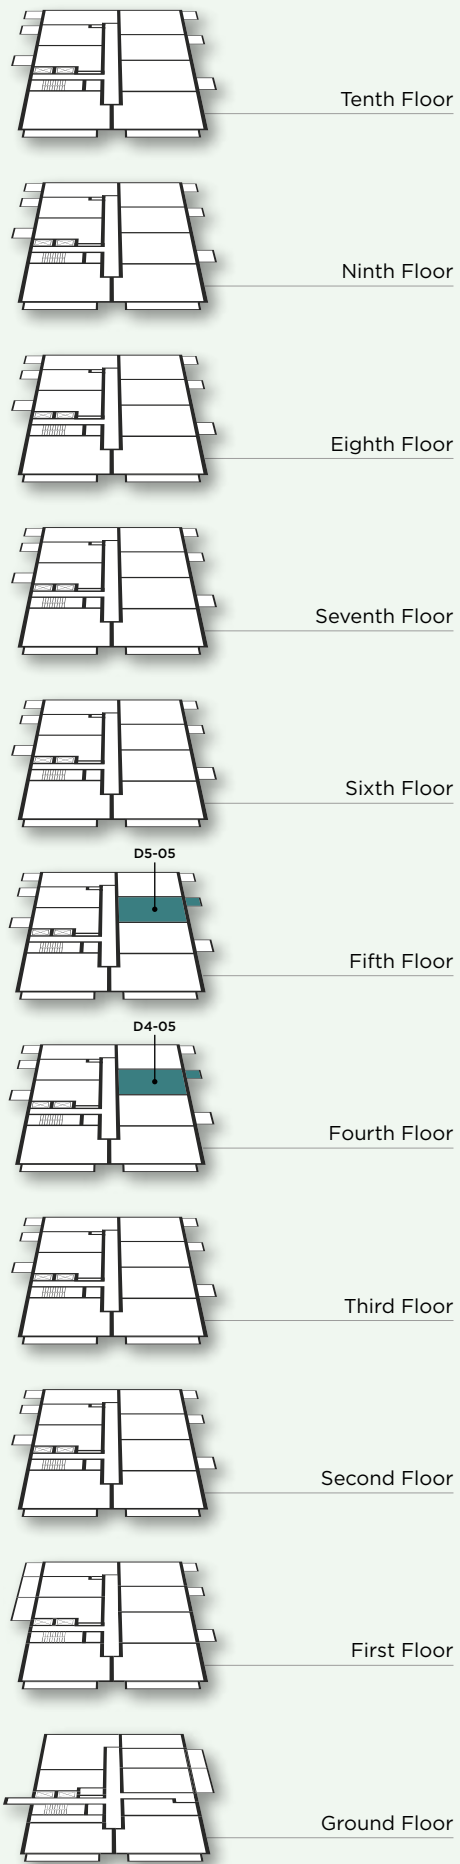 Tenth Floor
Ninth Floor
Eighth Floor
Seventh Floor
Sixth Floor
D5-05
Fifth Floor
D4-05
Fourth Floor
Third Floor
Second Floor
First Floor
Ground Floor